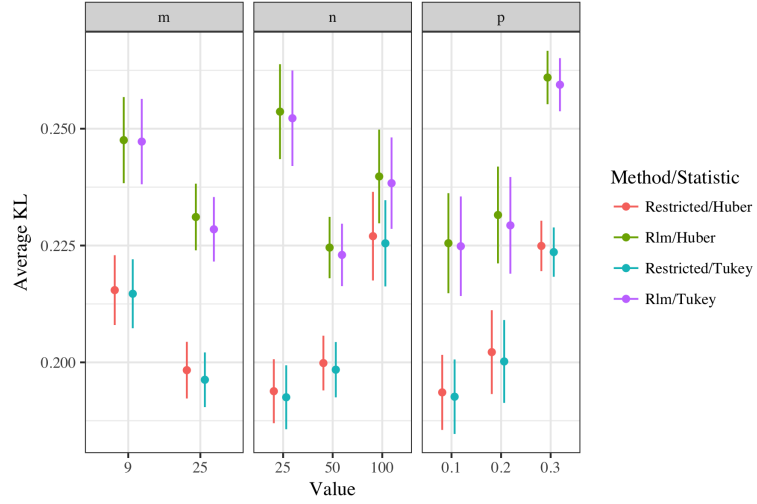 m n p
Average KL
0.250
0.225
0.200
9 25 25 50 100 0.1 0.2 0.3
Value
Method/Statistic
Restricted/Huber
Rlm/Huber
Restricted/Tukey
Rlm/Tukey